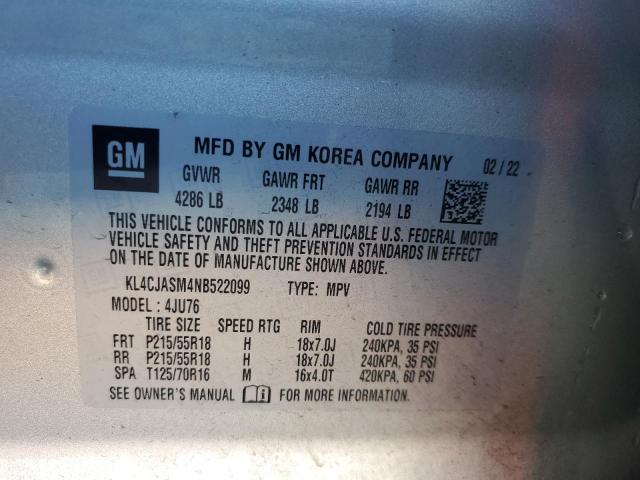 GM MFD BY GM KOREA COMPANY 02/22
GVWR GAWR FRT GAWR RR
4286 LB 2348 LB 2194 LB
THIS VEHICLE CONFORMS TO ALL APPLICABLE U.S. FEDERAL MOTOR
VEHICLE SAFETY AND THEFT PREVENTION STANDARDS IN EFFECT
ON THE DATE OF MANUFACTURE SHOWN ABOVE.
KL4CJASM4NB522099 TYPE: MPV
MODEL: 4JU76
TIRE SIZE SPEED RTG RIM COLD TIRE PRESSURE
FRT P215/55R18 H 18x7.0J 240KPA, 35 PSI
RR P215/55R18 H 18x7.0J 240KPA, 35 PSI
SPA T125/70R16 M 16x4.0T 420KPA, 60 PSI
SEE OWNER'S MANUAL i FOR MORE INFORMATION.